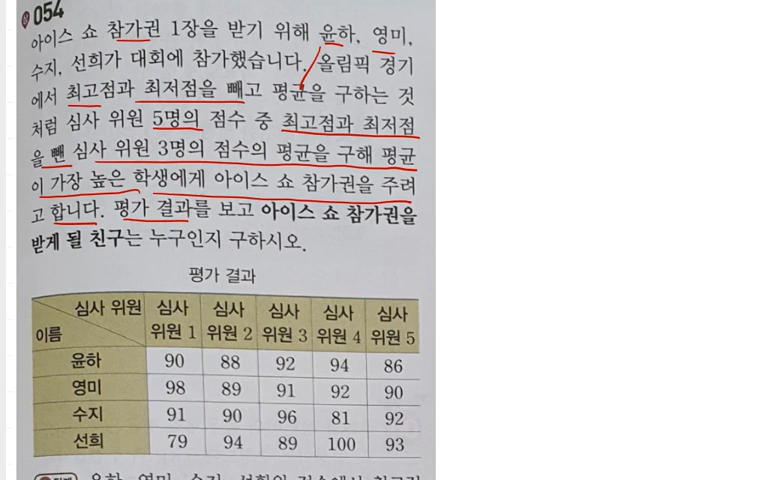 054
아이스 쇼 참가권 1장을 받기 위해 윤하, 영미,
수지, 선희가 대회에 참가했습니다. 올림픽 경기
에서 최고점과 최저점을 빼고 평균을 구하는 것
처럼 심사 위원 5명의 점수 중 최고점과 최저점
을 뺀 심사 위원 3명의 점수의 평균을 구해 평균
이 가장 높은 학생에게 아이스 쇼 참가권을 주려
고 합니다. 평가 결과를 보고 아이스 쇼 참가권을
받게 될 친구는 누구인지 구하시오.
평가 결과
심사 위원 심사 심사 심사 심사 심사
이름 위원 1 위원 2 위원 3 위원 4 위원 5
윤하 90 88 92 94 86
영미 98 89 91 92 90
수지 91 90 96 81 92
선희 79 94 89 100 93